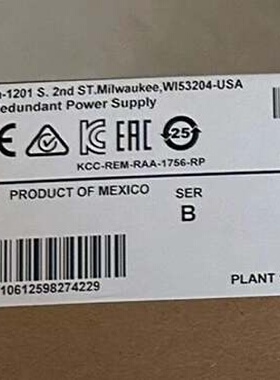 -1201 S. 2nd ST.Milwaukee,WI53204-USA
edundant Power Supply
EAC 25
KCC-REM-RAA-1756-RP
PRODUCT OF MEXICO SER
B
10612598274229
PLANT